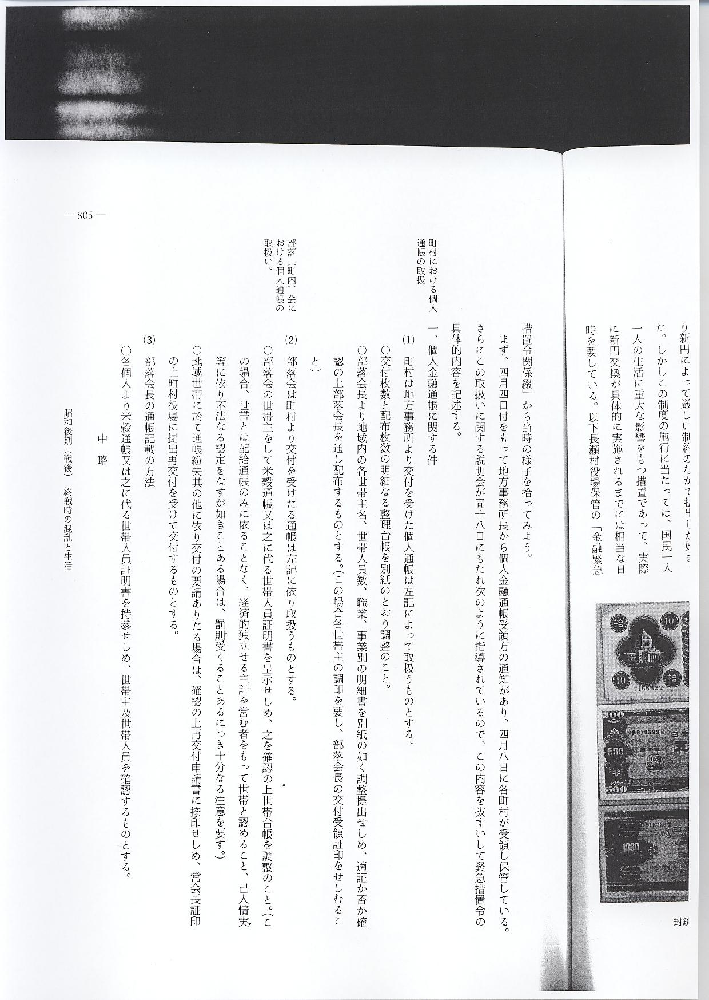 り新円によって厳しい制約のなかで払出しが始ま
た。しかしこの制度の施行に当たっては、国民一人
一人の生活に重大な影響をもつ措置であって、実際
に新円交換が具体的に実施されるまでには相当な日
時を要している。以下長瀬村役場保管の「金融緊急
封鎖
10
拾
10
拾
1166622
500
500
500
1000
措置令関係綴」から当時の様子を拾ってみよう。
まず、四月四日付をもって地方事務所長から個人金融通帳受領方の通知があり、四月八日に各町村が受領し保管している。
さらにこの取扱いに関する説明会が同十八日にもたれ次のように指導されているので、この内容を抜すいして緊急措置令の
具体的内容を記述する。
町村における個人
通帳の取扱
一、個人金融通帳に関する件
(1) 町村は地方事務所より交付を受けた個人通帳は左記によって取扱うものとする。
〇交付枚数と配布枚数の明細なる整理台帳を別紙のとおり調整のこと。
〇部落会長より地域内の各世帯主名、世帯人員数、職業、事業別の明細書を別紙の如く調整提出せしめ、適証か否か確
認の上部落会長を通し配布するものとする。(この場合各世帯主の調印を要し、部落会長の交付受領証印をせしむるこ
と)
部落(町内)会に
おける個人通帳の
取扱い。
(2) 部落会は町村より交付を受けたる通帳は左記に依り取扱うものとする。
〇部落会の世帯主をして米穀通帳又は之に代る世帯人員証明書を呈示せしめ、之を確認の上世帯台帳を調整のこと。(こ
の場合、世帯とは配給通帳のみに依ることなく、経済的独立せる主計を営む者をもって世帯と認めること、己人情実
等に依り不法なる認定をなすが如きことある場合は、罰則受くることあるにつき十分なる注意を要す。)
〇地域世帯に於て通帳紛失其の他に依り交付の要請ありたる場合は、確認の上再交付申請書に捺印せしめ、常会長証印
の上町村役場に提出再交付を受けて交付するものとする。
(3) 部落会長の通帳記載の方法
〇各個人より米穀通帳又は之に代る世帯人員証明書を持参せしめ、世帯主及世帯人員を確認するものとする。
中略
昭和後期(戦後) 終戦時の混乱と生活
― 805 ―